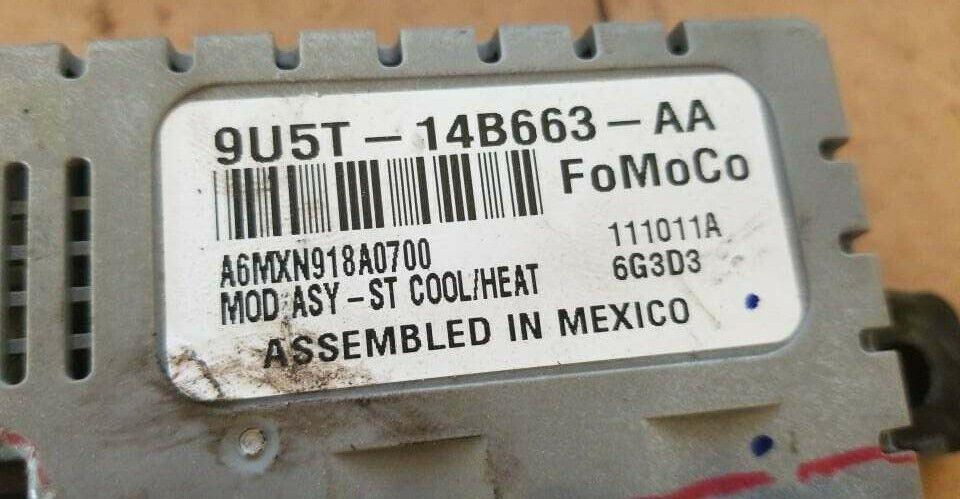 9U5T-14B663-AA
FoMoCo
A6MXN918A0700
111011A
MOD ASY-ST COOL/HEAT
6G3D3
ASSEMBLED IN MEXICO